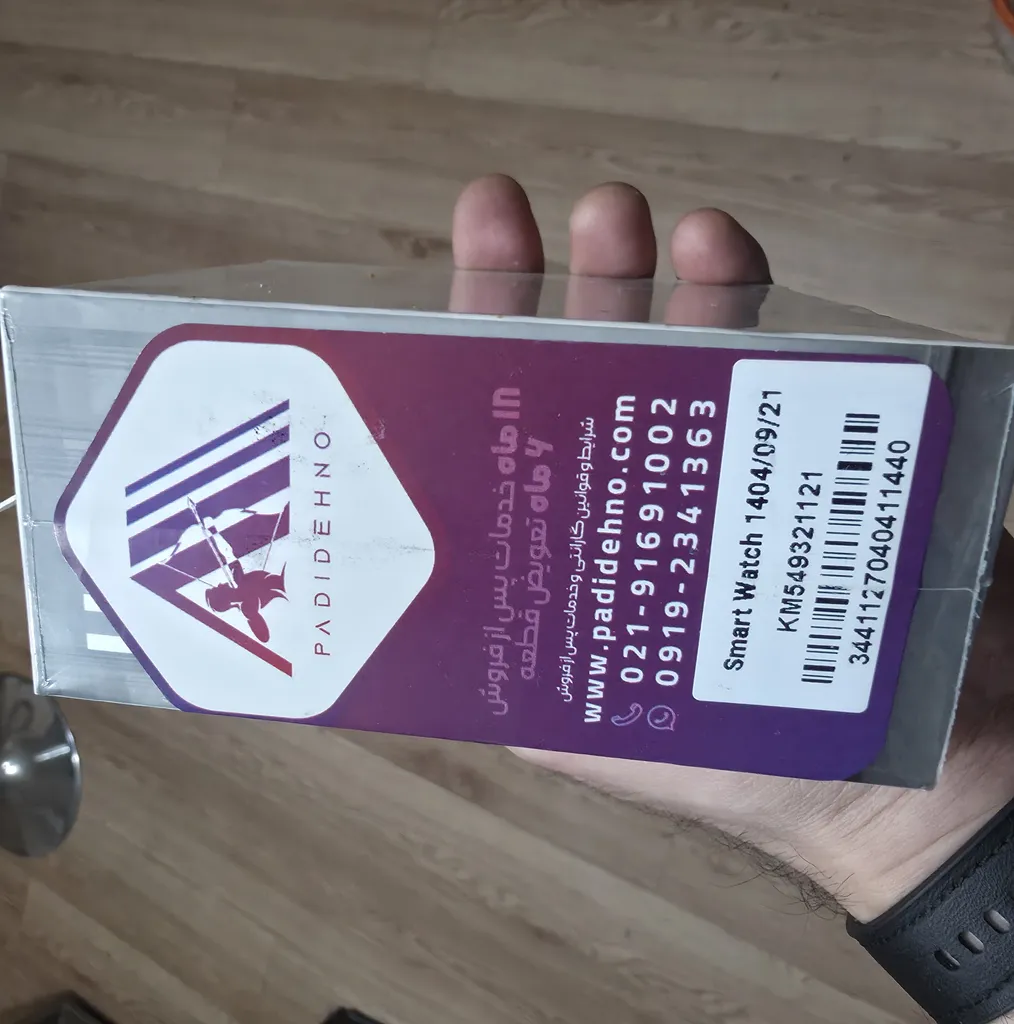 PADIDEHNO
۱۸ ماه خدمات پس از فروش
۶ ماه تعویض قطعه
شرایط و قوانین گارانتی و خدمات پس از فروش
www.padidehno.com
021-91691002
0919-2341363
Smart Watch 1404/09/21
KM549321121
3441127040411440